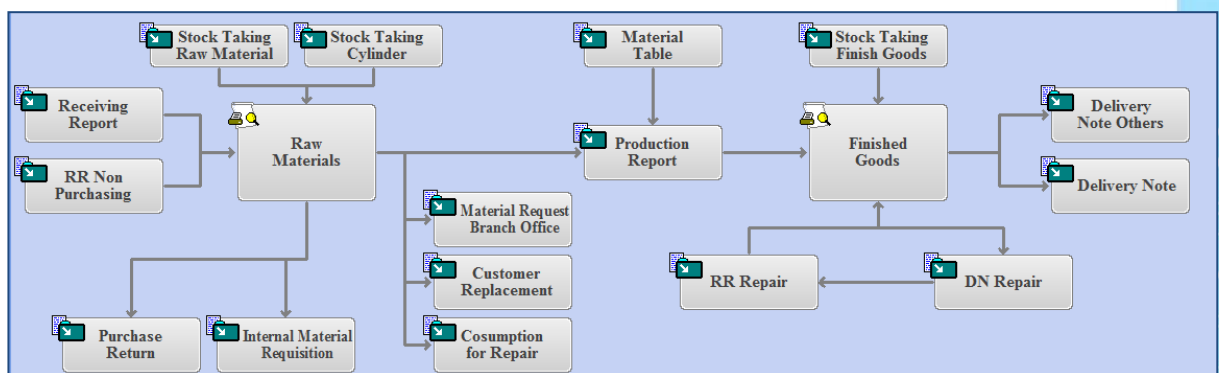 Stock Taking
Raw Material
Stock Taking
Cylinder
Material
Table
Stock Taking
Finish Goods
Receiving
Report
Raw
Materials
Production
Report
Finished
Goods
Delivery
Note Others
RR Non
Purchasing
Delivery Note
Material Request
Branch Office
Customer
Replacement
RR Repair
DN Repair
Purchase
Return
Internal Material
Requisition
Cosumption
for Repair